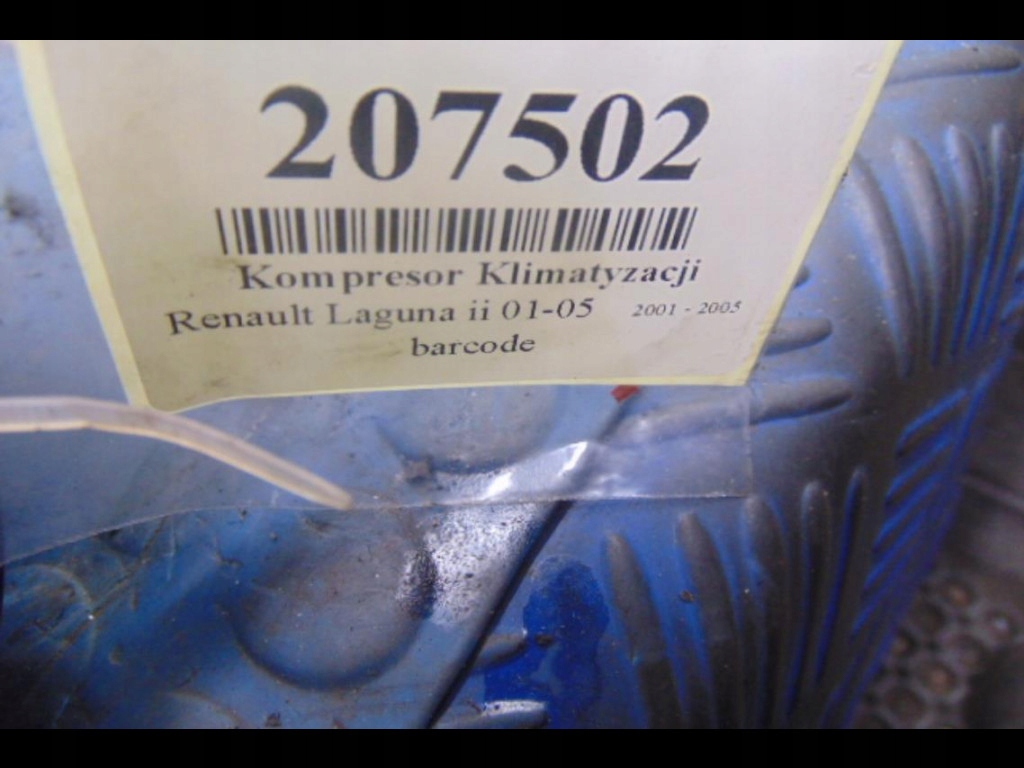 207502
Kompresor Klimatyzacji
Renault Laguna ii 01-05 2001 - 2005
barcode